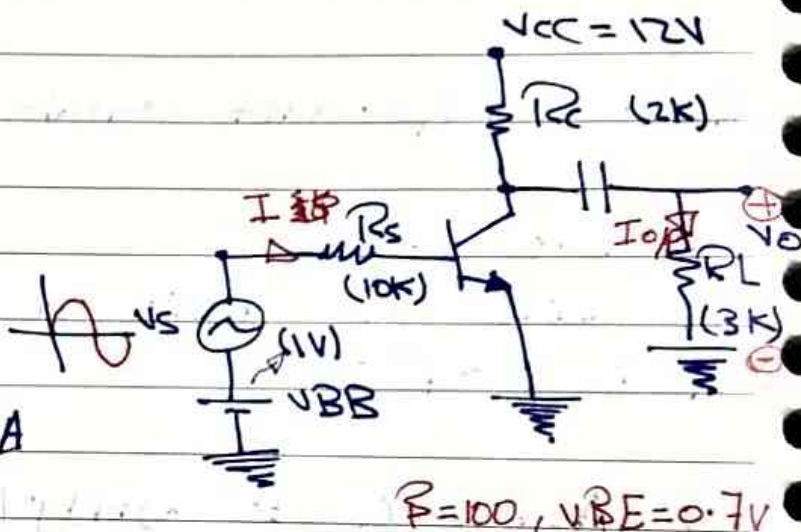 VCC = 12V
RC (2K)
I
RS
(10K)
Io/p
VO
RL
(3K)
VS
(1V)
VBB
A
β=100, VBE=0.7V